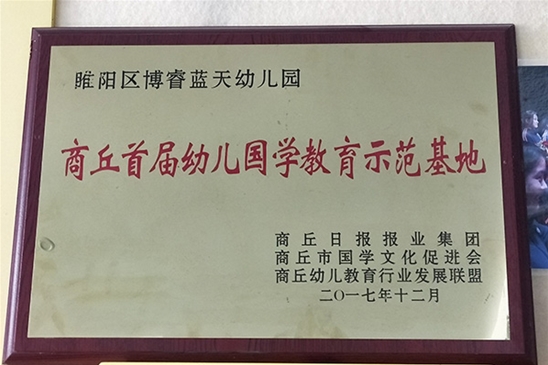 睢阳区博睿蓝天幼儿园
商丘首届幼儿国学教育示范基地
商丘日报报业集团
商丘市国学文化促进会
商丘幼儿教育行业发展联盟
二〇一七年十二月